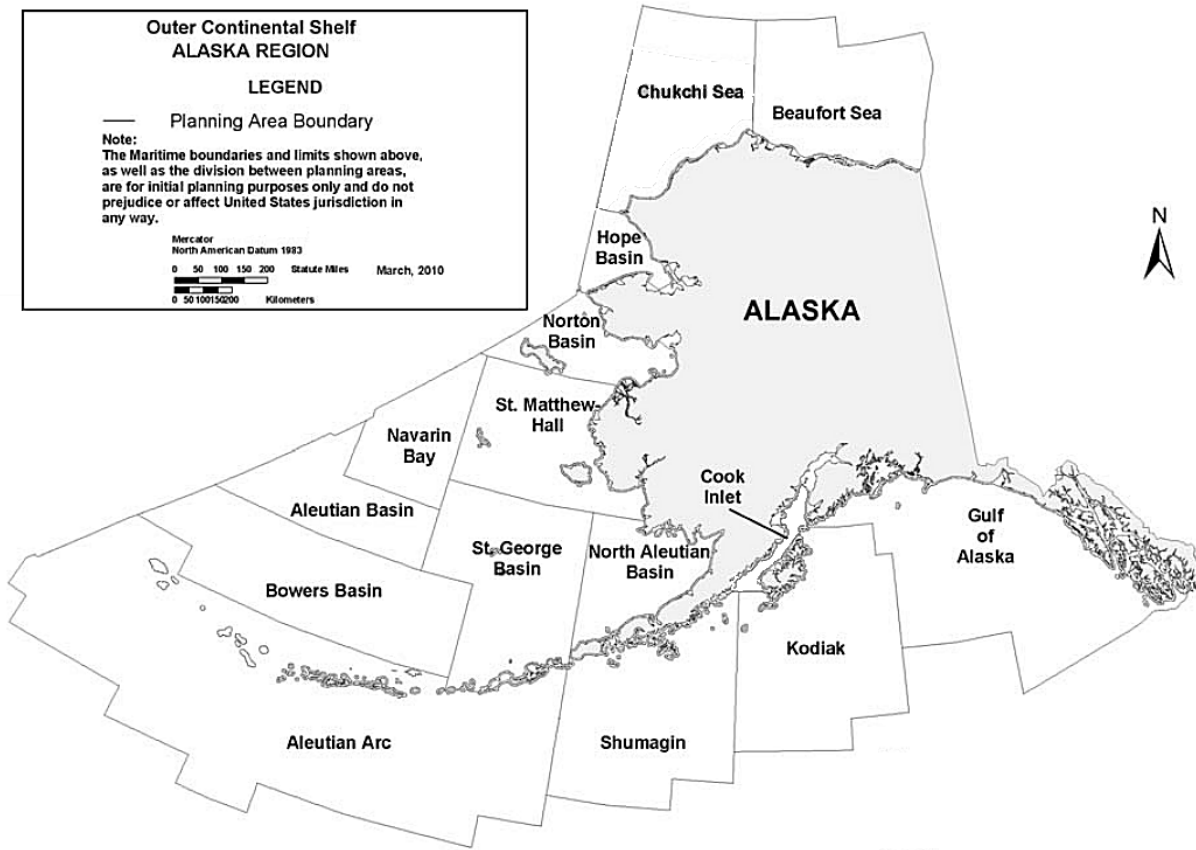 Outer Continental Shelf
ALASKA REGION
LEGEND
Planning Area Boundary
Note:
The Maritime boundaries and limits shown above,
as well as the division between planning areas,
are for initial planning purposes only and do not
prejudice or affect United States jurisdiction in
any way.
Mercator
North American Datum 1983
0 50 100 150 200 Statute Miles March, 2010
0 50 100150200 Kilometers
Chukchi Sea
Beaufort Sea
N
Hope
Basin
ALASKA
Norton
Basin
St. Matthew-
Hall
Navarin
Bay
Cook
Inlet
Aleutian Basin
Gulf
of
Alaska
St. George
Basin
North Aleutian
Basin
Bowers Basin
Kodiak
Aleutian Arc
Shumagin